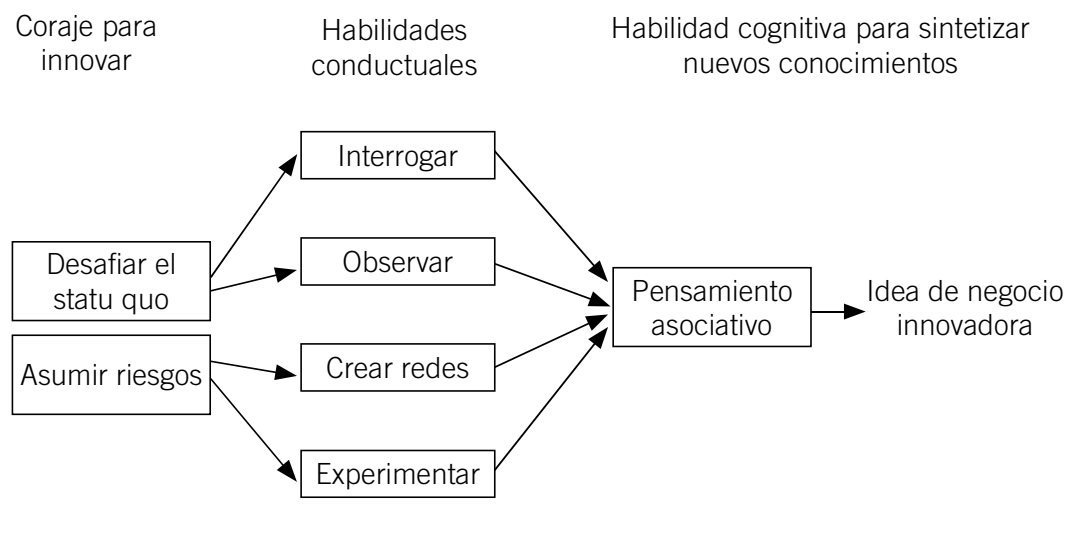 Coraje para
innovar
Habilidades
conductuales
Habilidad cognitiva para sintetizar
nuevos conocimientos
Interrogar
Desafiar el
statu quo
Observar
Pensamiento
asociativo
Idea de negocio
innovadora
Asumir riesgos
Crear redes
Experimentar